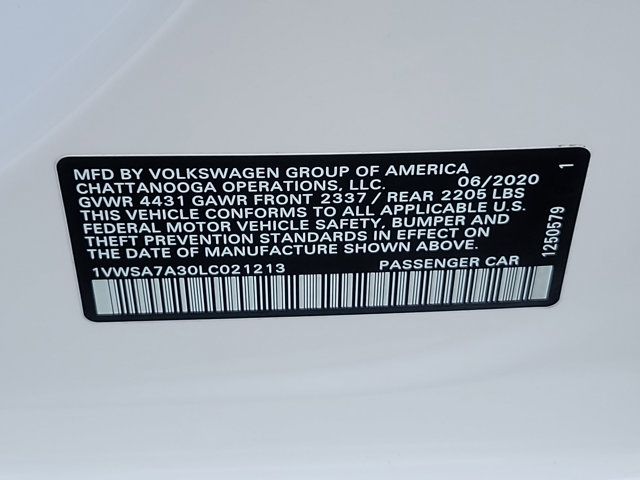 MFD BY VOLKSWAGEN GROUP OF AMERICA
CHATTANOOGA OPERATIONS, LLC. 06/2020
GVWR 4431 GAWR FRONT 2337 / REAR 2205 LBS
THIS VEHICLE CONFORMS TO ALL APPLICABLE U.S.
FEDERAL MOTOR VEHICLE SAFETY, BUMPER AND
THEFT PREVENTION STANDARDS IN EFFECT ON
THE DATE OF MANUFACTURE SHOWN ABOVE.
1VWSA7A30LC021213 PASSENGER CAR
1250579 1